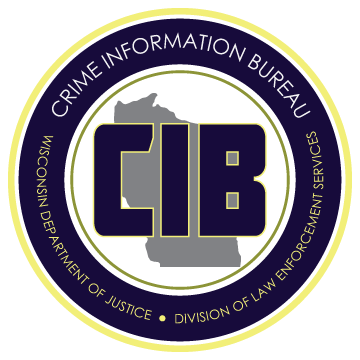 CRIME INFORMATION BUREAU
CIB
WISCONSIN DEPARTMENT OF JUSTICE • DIVISION OF LAW ENFORCEMENT SERVICES